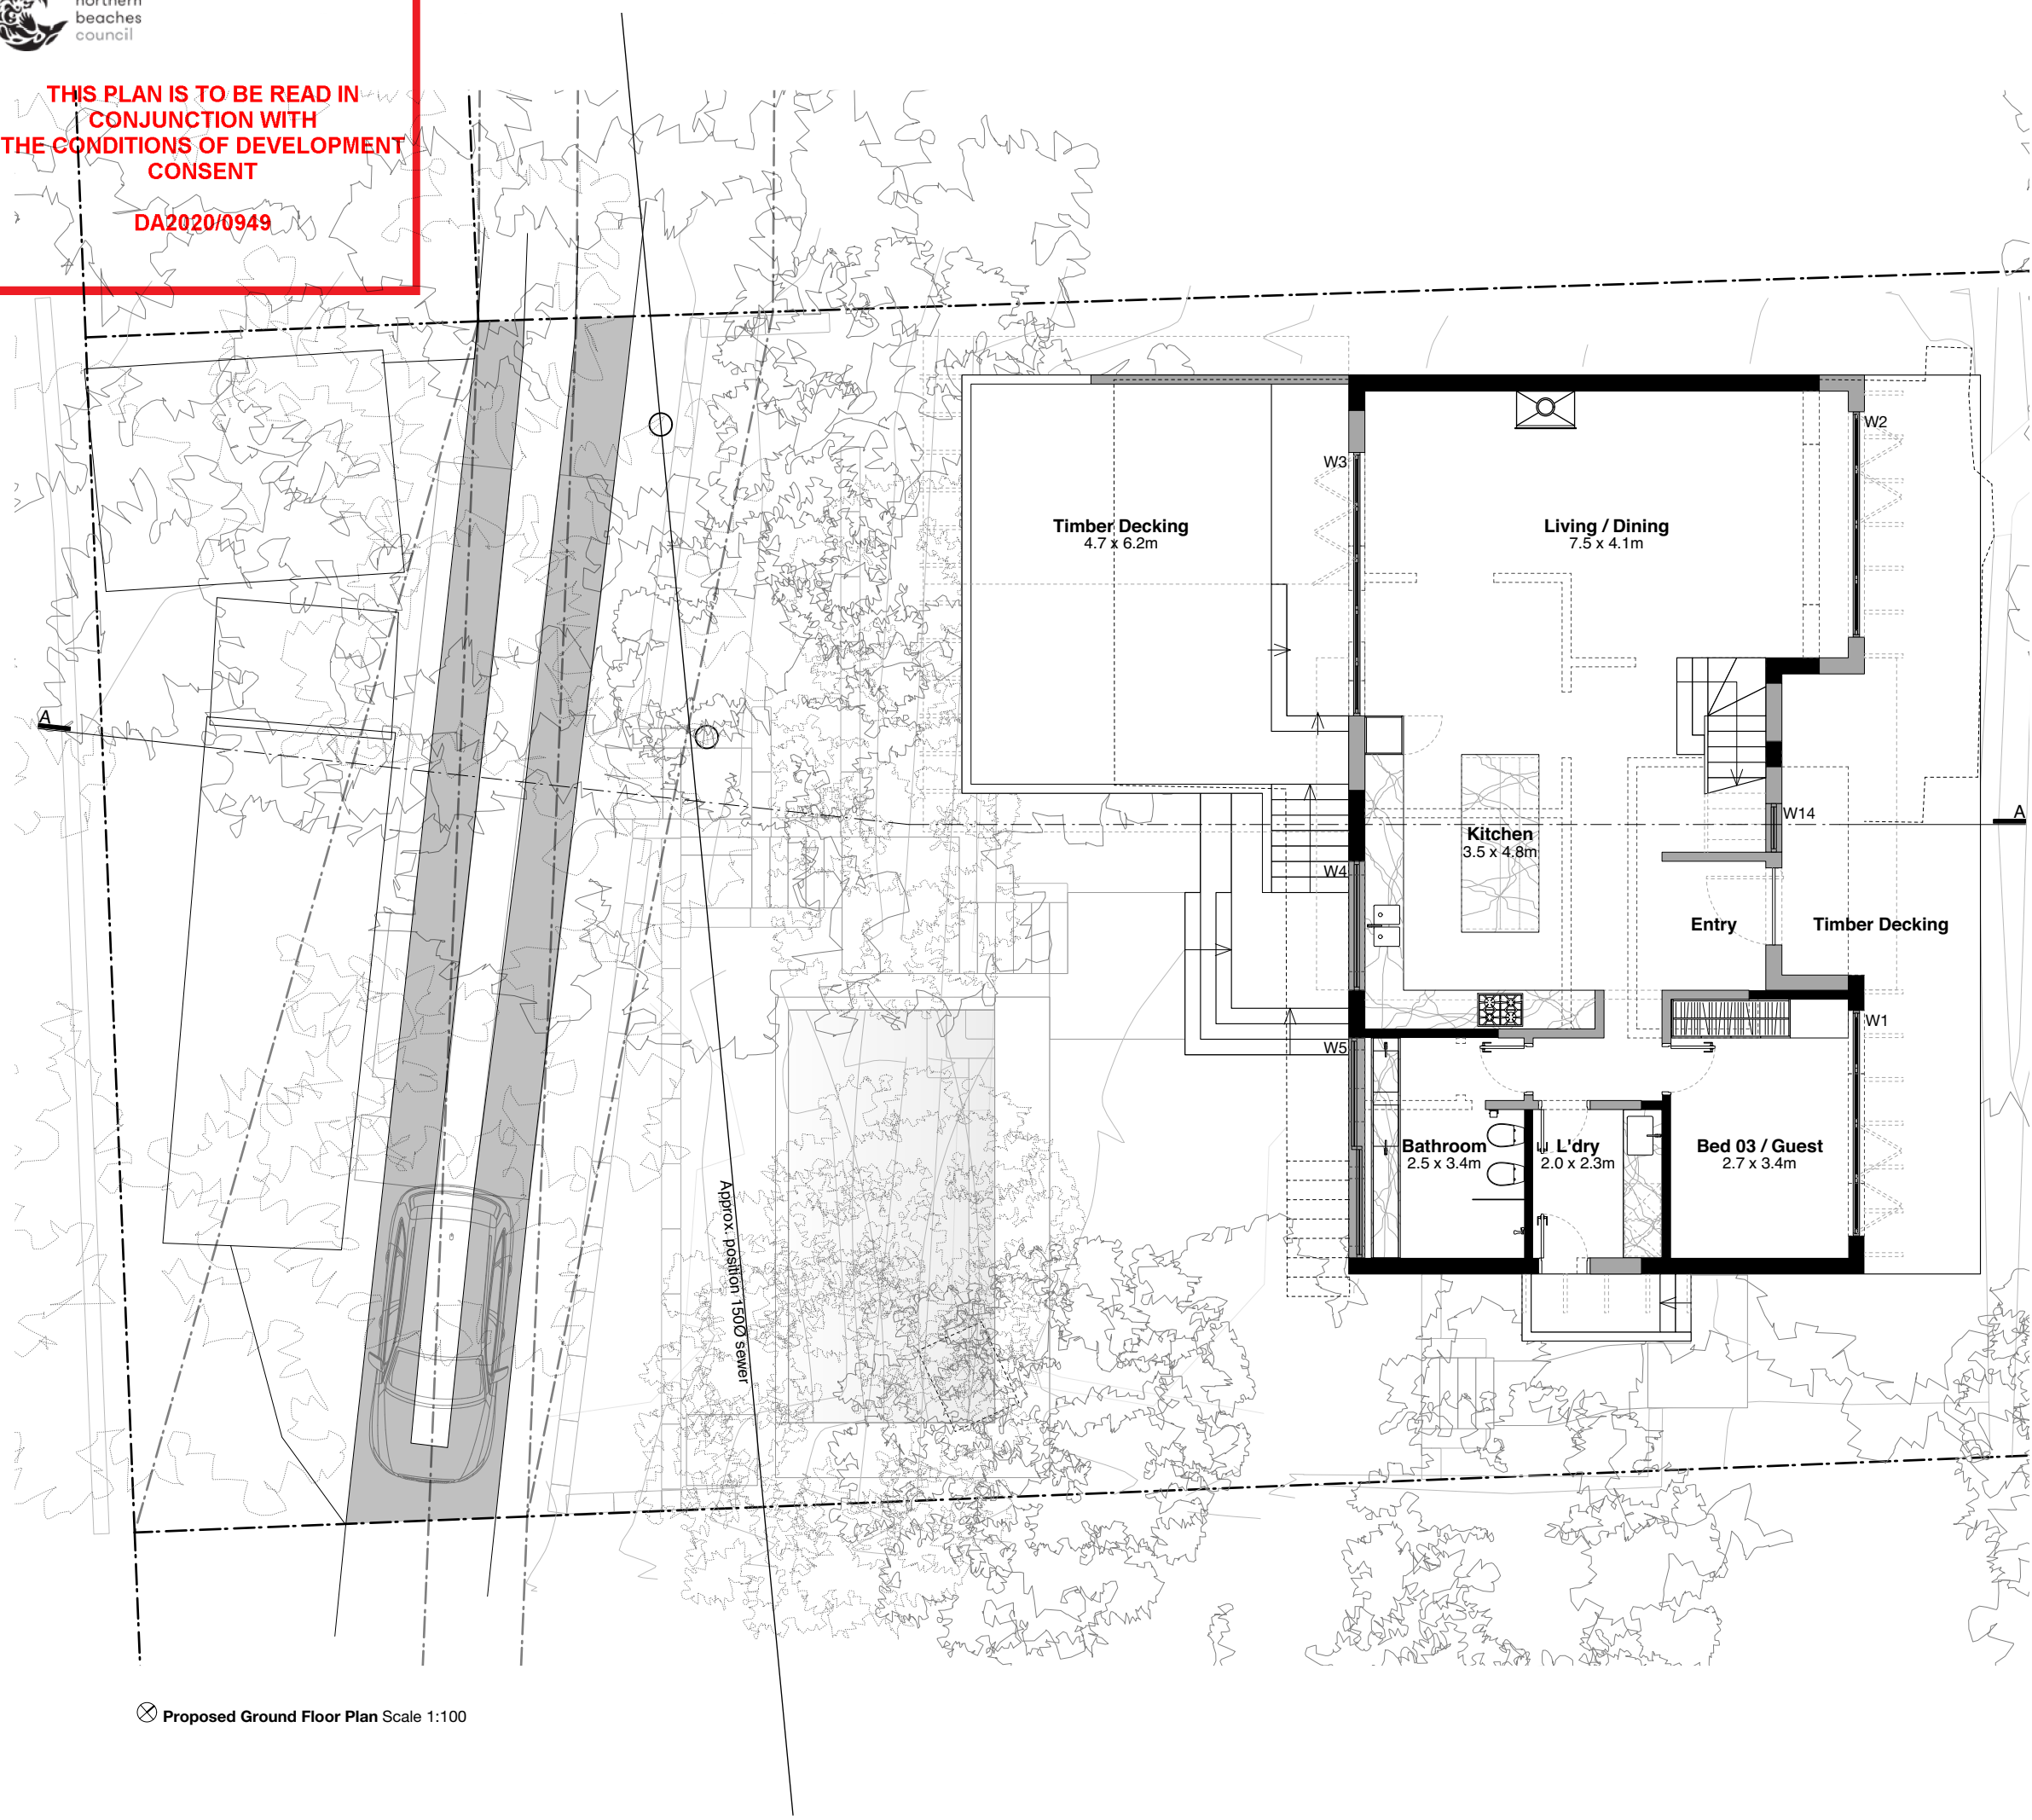 northern
beaches
council
THIS PLAN IS TO BE READ IN
CONJUNCTION WITH
THE CONDITIONS OF DEVELOPMENT
CONSENT
DA2020/0949
W2
W3
Timber Decking
4.7 x 6.2m
Living / Dining
7.5 x 4.1m
A
W14
A
Kitchen
3.5 x 4.8m
W4
Entry
Timber Decking
W1
W5
Bathroom
2.5 x 3.4m
L'dry
2.0 x 2.3m
Bed 03 / Guest
2.7 x 3.4m
Approx. position 150Ø sewer
Proposed Ground Floor Plan Scale 1:100